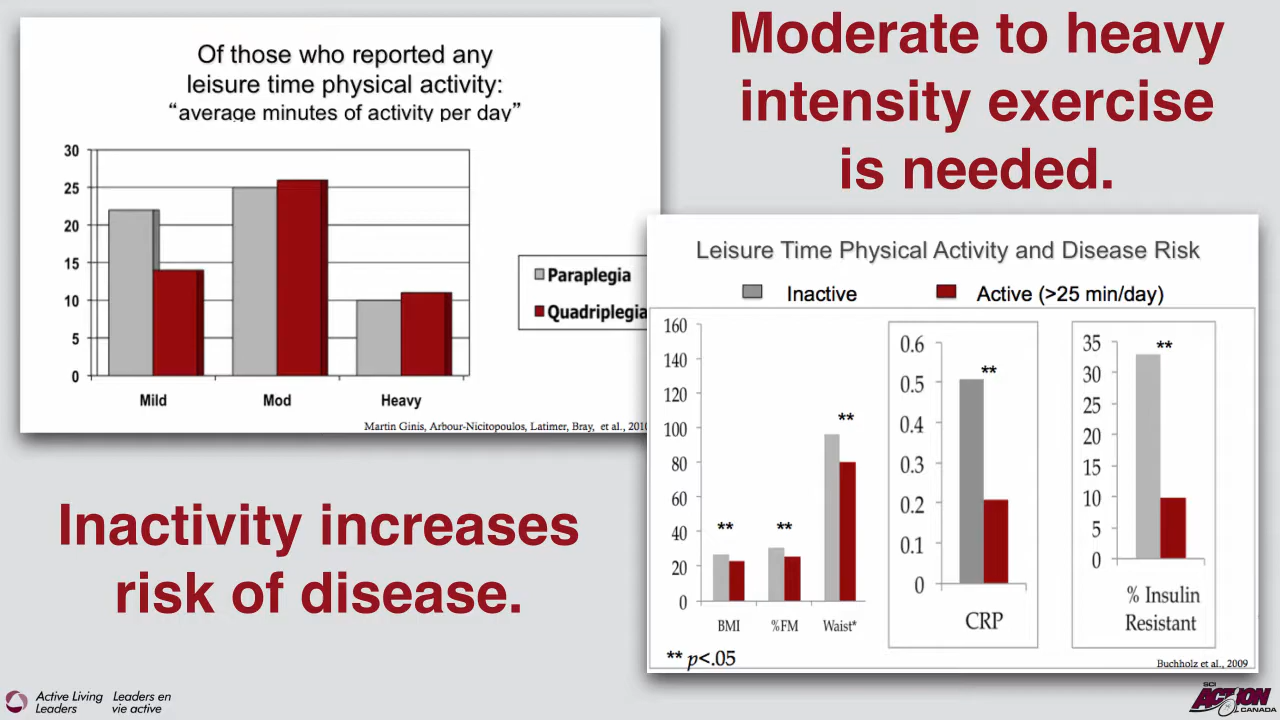 Of those who reported any
leisure time physical activity:
“average minutes of activity per day”
30
25
20
15
10
5
0
Mild Mod Heavy
Paraplegia
Quadriplegia
Martin Ginis, Arbour-Nicitopoulos, Latimer, Bray, et al., 2010
Moderate to heavy
intensity exercise
is needed.
Leisure Time Physical Activity and Disease Risk
Inactive Active (>25 min/day)
160
140
120
100
80
60
40
20
0
** ** **
BMI %FM Waist*
0.6
0.5
0.4
0.3
0.2
0.1
0
**
CRP
35
30
25
20
15
10
5
0
**
% Insulin
Resistant
** p<.05
Buchholz et al., 2009
Inactivity increases
risk of disease.
Active Living
Leaders
Leaders en
vie active
SCI
ACTION
CANADA